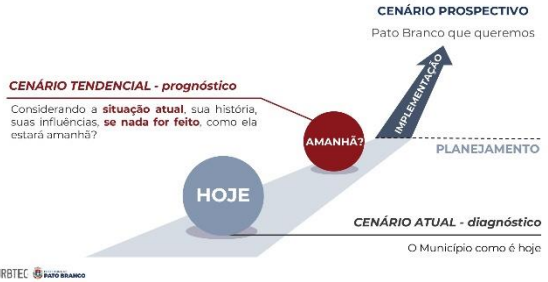 CENÁRIO PROSPECTIVO
Pato Branco que queremos
IMPLEMENTAÇÃO
CENÁRIO TENDENCIAL - prognóstico
Considerando a situação atual, sua história,
suas influências, se nada for feito, como ela
estará amanhã?
AMANHÃ?
PLANEJAMENTO
HOJE
CENÁRIO ATUAL - diagnóstico
O Município como é hoje
RBTEC
PATO BRANCO